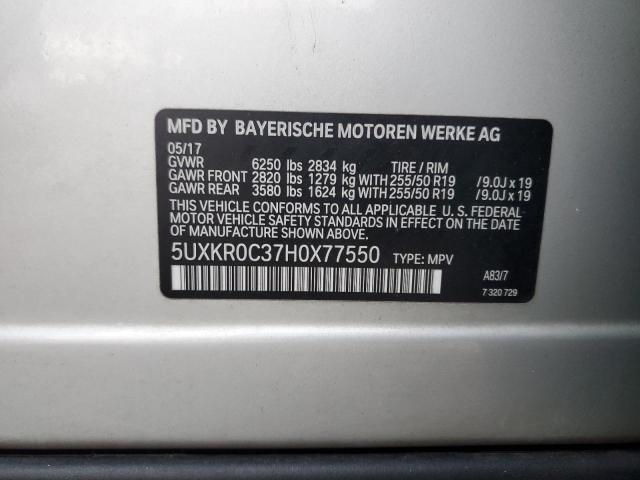 MFD BY BAYERISCHE MOTOREN WERKE AG
05/17
GVWR 6250 lbs 2834 kg TIRE / RIM
GAWR FRONT 2820 lbs 1279 kg WITH 255/50 R19 / 9.0J x 19
GAWR REAR 3580 lbs 1624 kg WITH 255/50 R19 / 9.0J x 19
THIS VEHICLE CONFORMS TO ALL APPLICABLE U. S. FEDERAL
MOTOR VEHICLE SAFETY STANDARDS IN EFFECT ON THE
DATE OF MANUFACTURE SHOWN ABOVE.
5UXKR0C37H0X77550 TYPE: MPV
A83/7
7 320 729